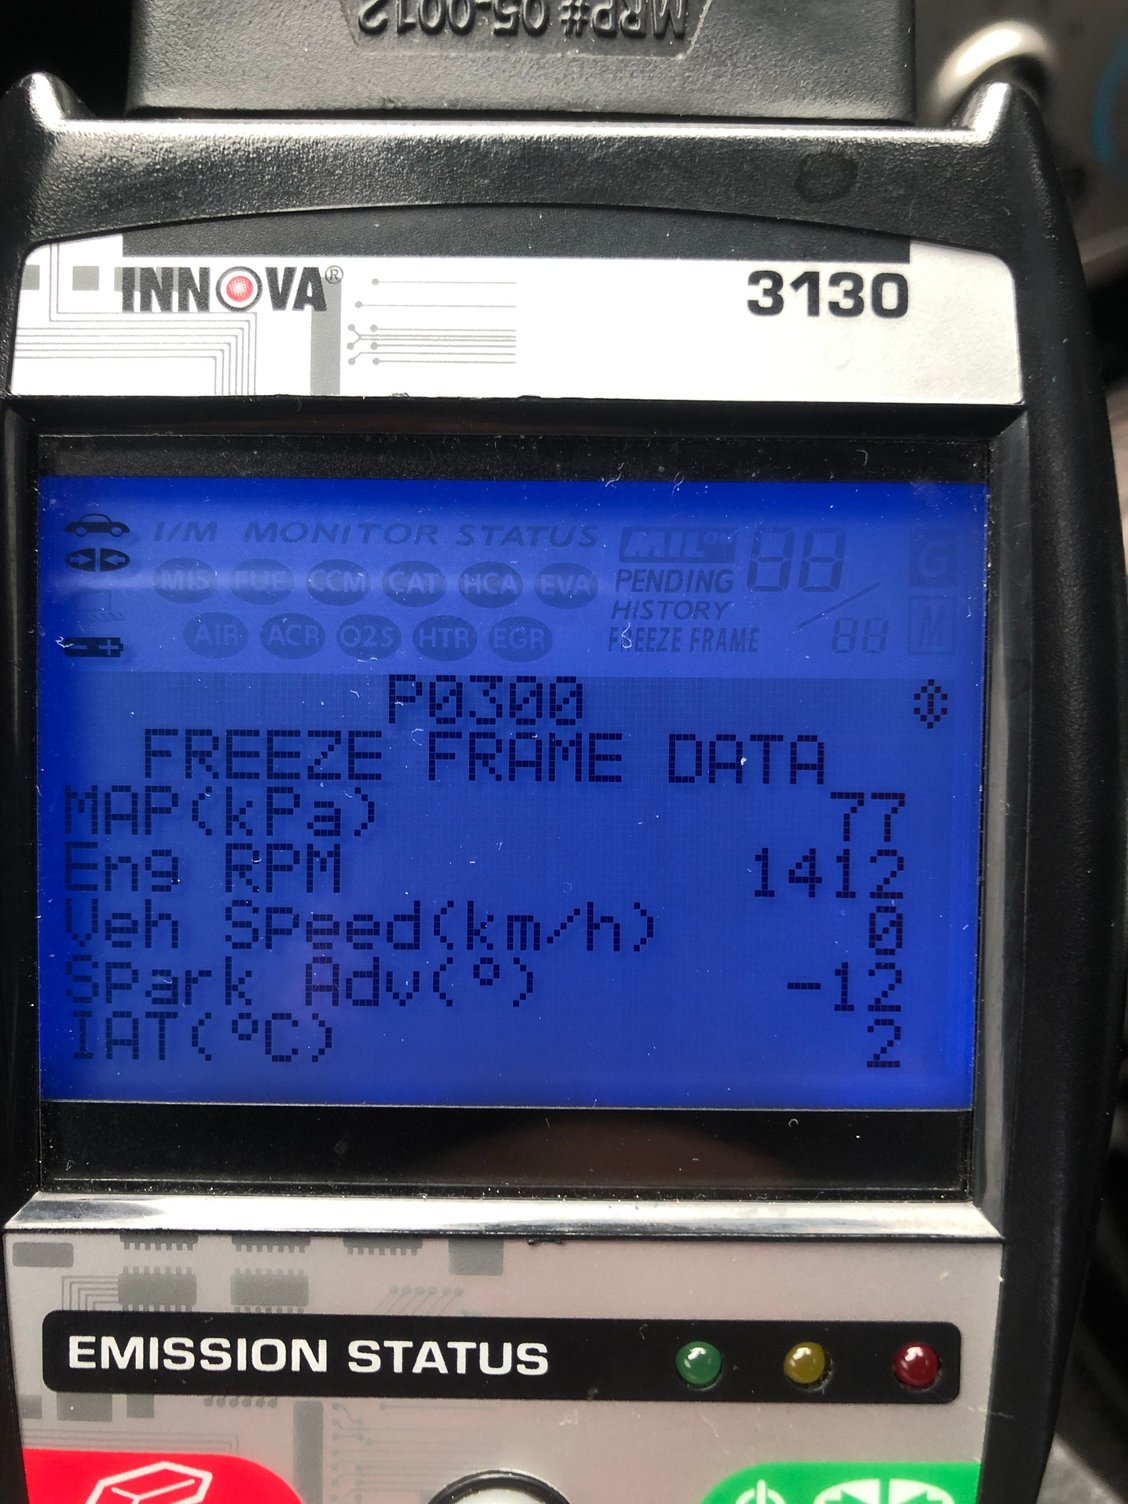 MRP# 05-0012
INNOVA®
3130
I/M MONITOR STATUS
MIL ON
MIS FUE CCM CAT HCA EVA
PENDING
HISTORY
AIR ACR O2S HTR EGR
FREEZE FRAME
G
M
P0300
FREEZE FRAME DATA
MAP(kPa) 77
Eng RPM 1412
Veh Speed(km/h) 0
Spark Adv(°) -12
IAT(°C) 2
EMISSION STATUS